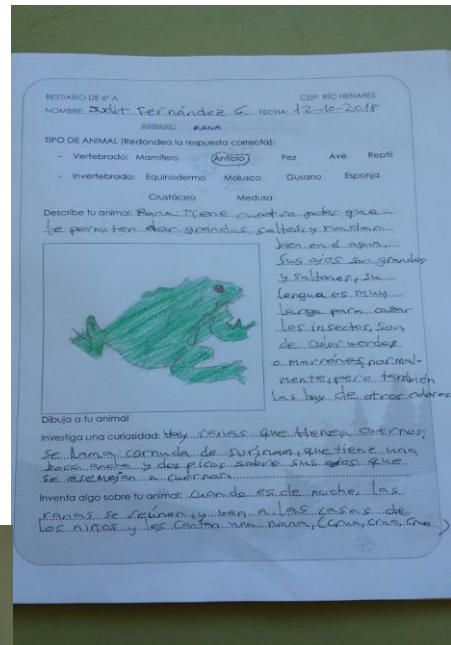 BESTIARIO DE 6º A CEIP RÍO HENARES
NOMBRE Judit Fernández G. FECHA: 12-10-2018
ANIMAL: RANA
TIPO DE ANIMAL (Redondea la respuesta correcta):
- Vertebrado: Mamífero Anfibio Pez Ave Reptil
- Invertebrado: Equinodermo Molusco Gusano Esponja
Crustáceo Medusa
Describe tu animal: Rana. Tiene cuatro patas que
le permiten dar grandes saltos y nadan
bien en el agua.
Sus ojos son grandes
y saltones, su
lengua es muy
larga para cazar
los insectos, son
de color verdes
o marrones normal-
mente, pero también
las hay de otros colores
Dibuja a tu animal
Investiga una curiosidad: Hay ranas que tienen cuernos,
se llama cornuda de surinan, que tiene una
boca ancha y dos picos sobre sus ojos que
se asemejan a cuernos.
Inventa algo sobre tu animal: Cuando es de noche, las
ranas se reúnen y van a las casas de
los niños y les cantan una nana, (Crua, crua, crua)